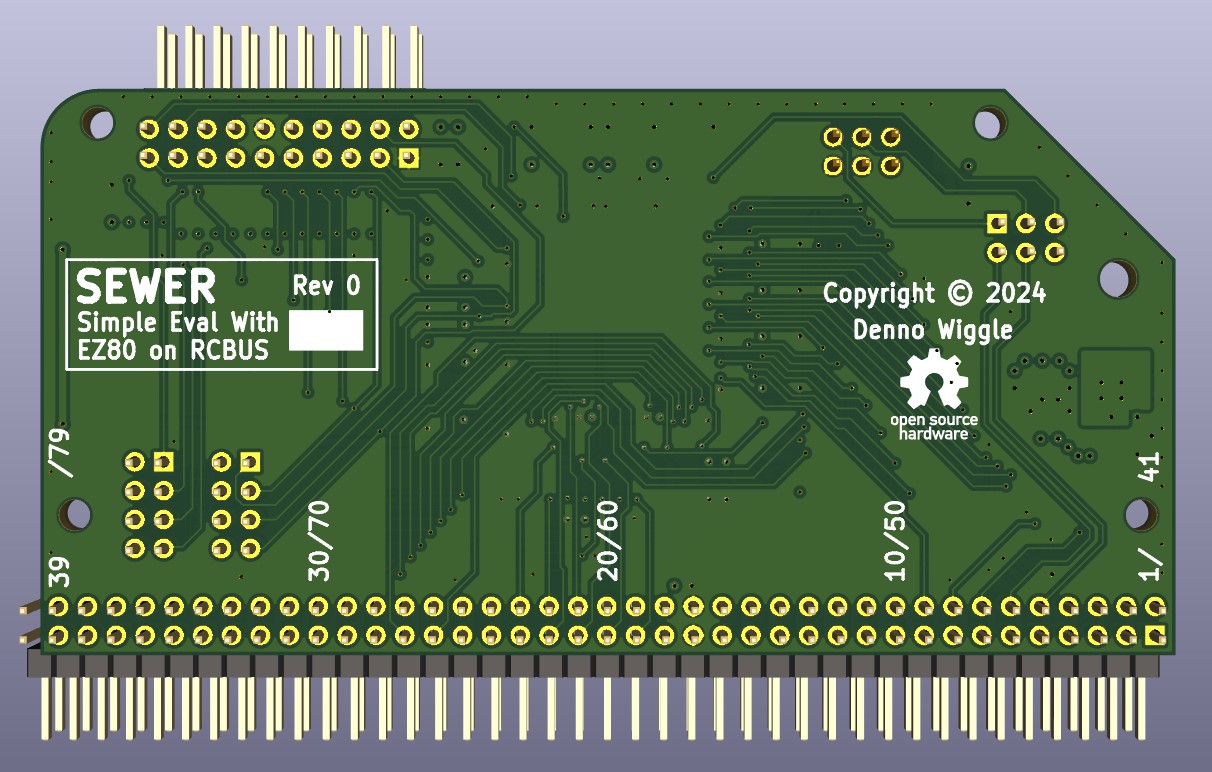 SEWER Rev 0
Simple Eval With
EZ80 on RCBUS
Copyright © 2024
Denno Wiggle
open source
hardware
/79
39
30/70
20/60
10/50
41
1/